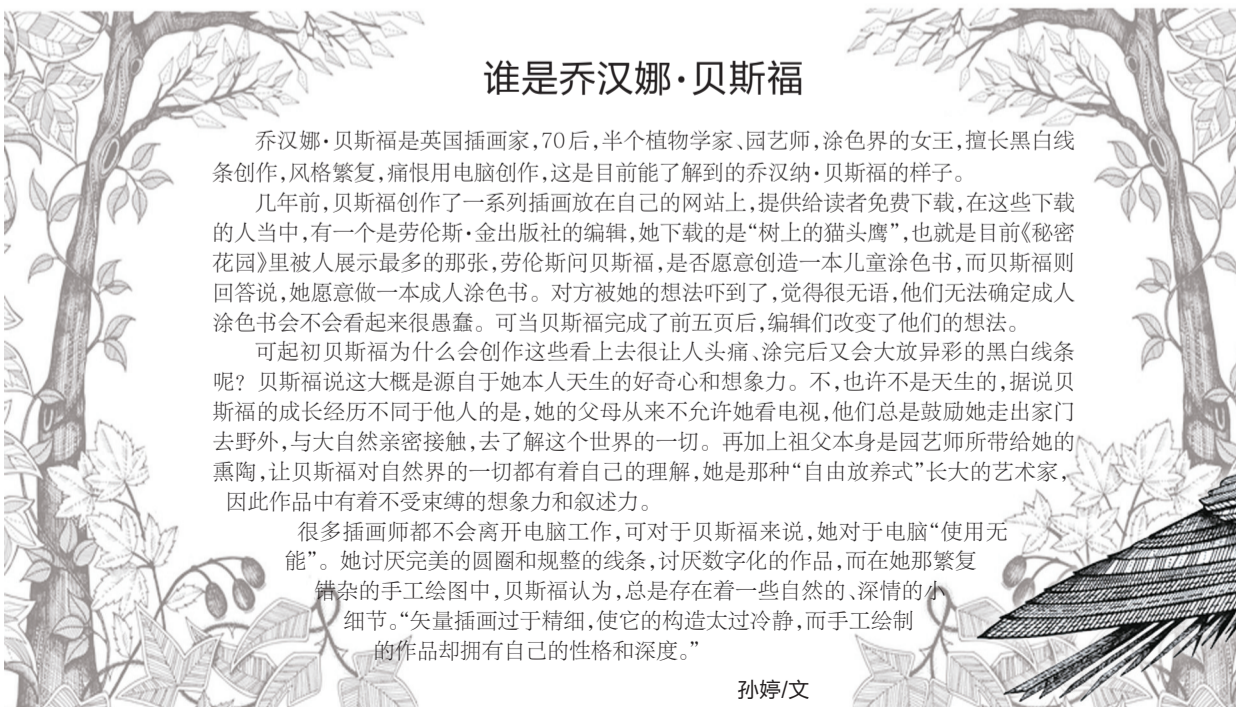 谁是乔汉娜·贝斯福
乔汉娜·贝斯福是英国插画家,70后,半个植物学家、园艺师,涂色界的女王,擅长黑白线
条创作,风格繁复,痛恨用电脑创作,这是目前能了解到的乔汉纳·贝斯福的样子。
几年前,贝斯福创作了一系列插画放在自己的网站上,提供给读者免费下载,在这些下载
的人当中,有一个是劳伦斯·金出版社的编辑,她下载的是“树上的猫头鹰”,也就是目前《秘密
花园》里被人展示最多的那张,劳伦斯问贝斯福,是否愿意创造一本儿童涂色书,而贝斯福则
回答说,她愿意做一本成人涂色书。对方被她的想法吓到了,觉得很无语,他们无法确定成人
涂色书会不会看起来很愚蠢。可当贝斯福完成了前五页后,编辑们改变了他们的想法。
可起初贝斯福为什么会创作这些看上去很让人头痛、涂完后又会大放异彩的黑白线条
呢？贝斯福说这大概是源自于她本人天生的好奇心和想象力。不,也许不是天生的,据说贝
斯福的成长经历不同于他人的是,她的父母从来不允许她看电视,他们总是鼓励她走出家门
去野外,与大自然亲密接触,去了解这个世界的一切。再加上祖父本身是园艺师所带给她的
熏陶,让贝斯福对自然界的一切都有着自己的理解,她是那种“自由放养式”长大的艺术家,
因此作品中有着不受束缚的想象力和叙述力。
很多插画师都不会离开电脑工作,可对于贝斯福来说,她对于电脑“使用无
能”。她讨厌完美的圆圈和规整的线条,讨厌数字化的作品,而在她那繁复
错杂的手工绘图中,贝斯福认为,总是存在着一些自然的、深情的小
细节。“矢量插画过于精细,使它的构造太过冷静,而手工绘制
的作品却拥有自己的性格和深度。”
孙婷/文